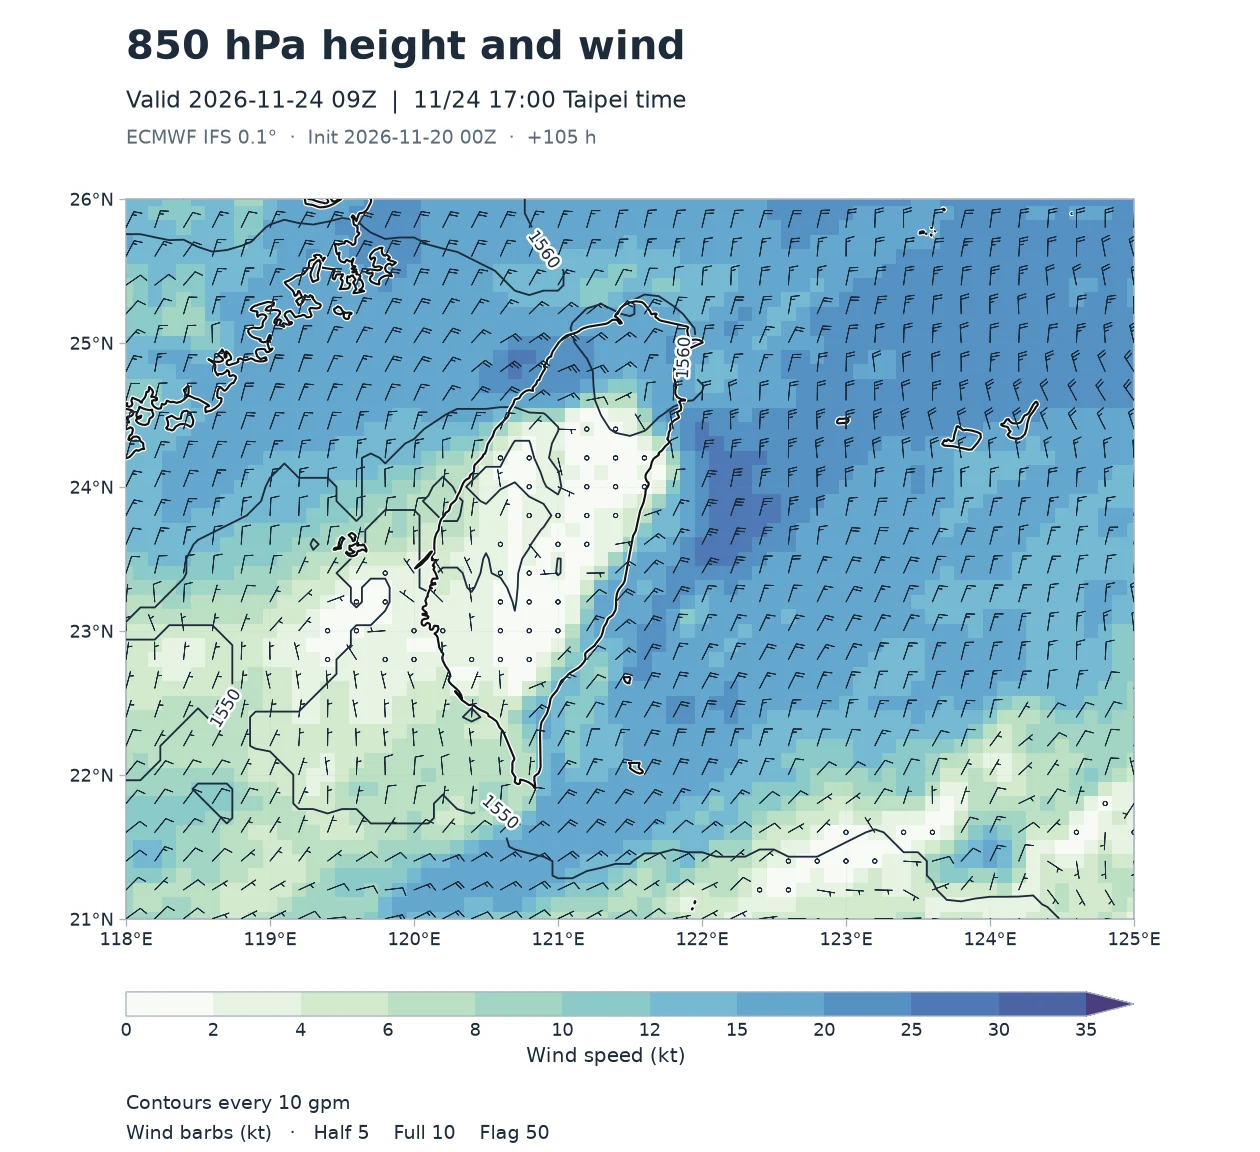 850 hPa height and wind
Valid 2026-11-24 09Z | 11/24 17:00 Taipei time
ECMWF IFS 0.1° · Init 2026-11-20 00Z · +105 h
26°N
25°N
24°N
23°N
22°N
21°N
1560
1560
1550
1550
118°E 119°E 120°E 121°E 122°E 123°E 124°E 125°E
0 2 4 6 8 10 12 15 20 25 30 35
Wind speed (kt)
Contours every 10 gpm
Wind barbs (kt) · Half 5 Full 10 Flag 50